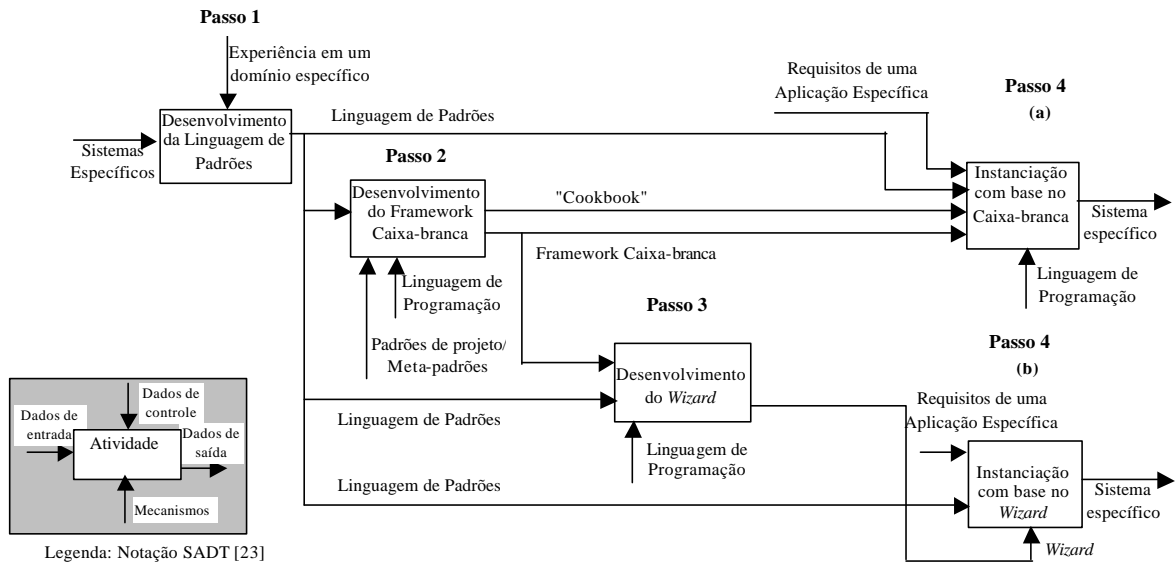 Passo 1
Experiência em um
domínio específico
Desenvolvimento
da Linguagem de
Padrões
Sistemas
Específicos
Linguagem de Padrões
Requisitos de uma
Aplicação Específica
Passo 4
(a)
Instanciação
com base no
Caixa-branca
Sistema
específico
Linguagem de
Programação
Passo 2
Desenvolvimento
do Framework
Caixa-branca
"Cookbook"
Framework Caixa-branca
Linguagem de
Programação
Padrões de projeto/
Meta-padrões
Passo 3
Desenvolvimento
do Wizard
Linguagem de Padrões
Linguagem de
Programação
Passo 4
(b)
Requisitos de uma
Aplicação Específica
Linguagem de Padrões
Instanciação
com base no
Wizard
Sistema
específico
Wizard
Dados de
controle
Dados de
entrada
Atividade
Dados de
saída
Mecanismos
Legenda: Notação SADT [23]